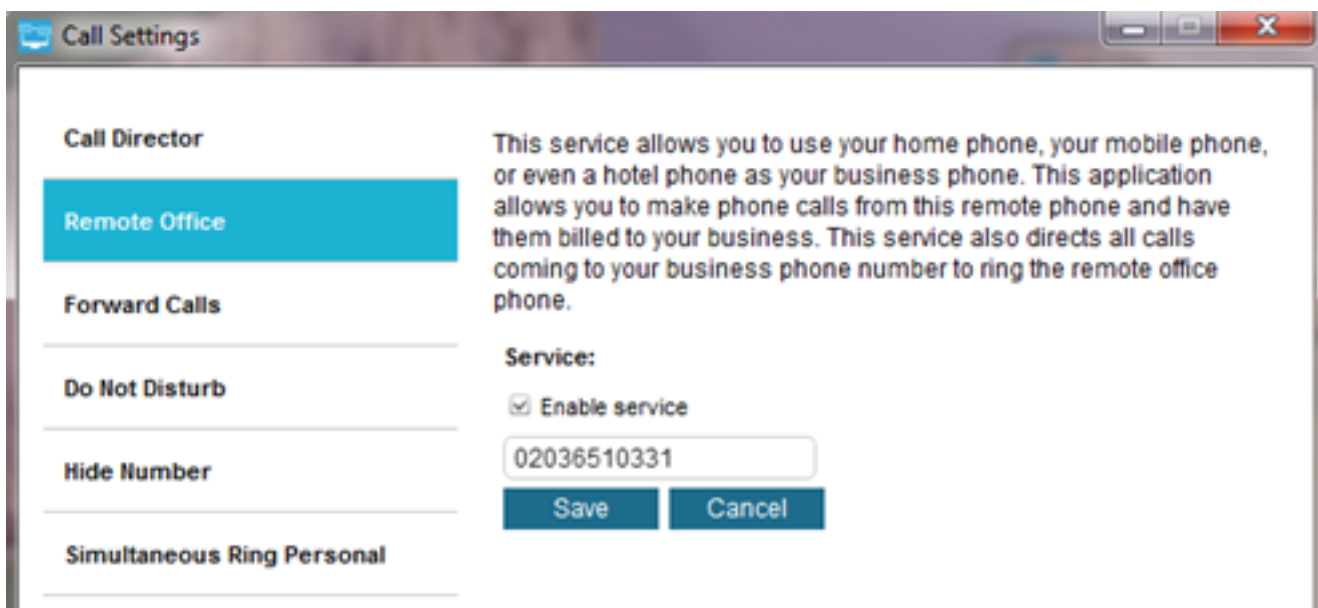 Call Settings
Call Director
Remote Office
Forward Calls
Do Not Disturb
Hide Number
Simultaneous Ring Personal
This service allows you to use your home phone, your mobile phone,
or even a hotel phone as your business phone. This application
allows you to make phone calls from this remote phone and have
them billed to your business. This service also directs all calls
coming to your business phone number to ring the remote office
phone.
Service:
Enable service
02036510331
Save Cancel